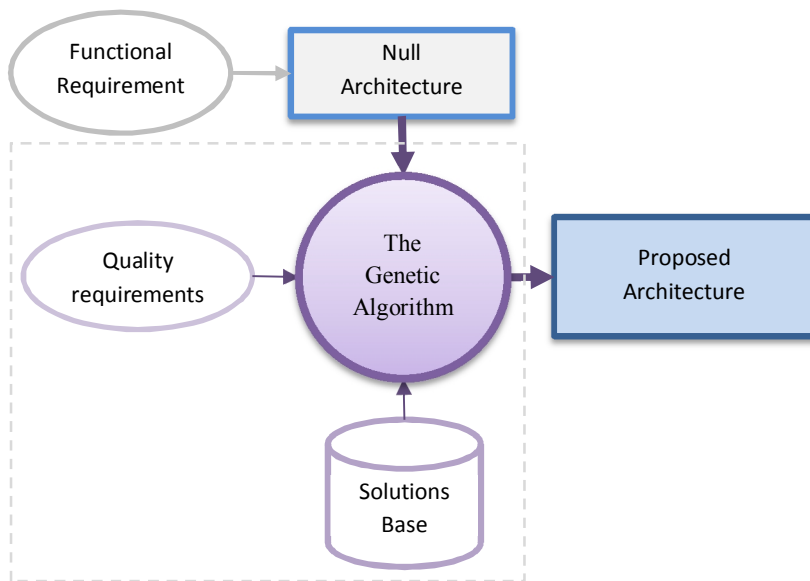 Functional
Requirement
Null
Architecture
The
Genetic
Algorithm
Quality
requirements
Proposed
Architecture
Solutions
Base